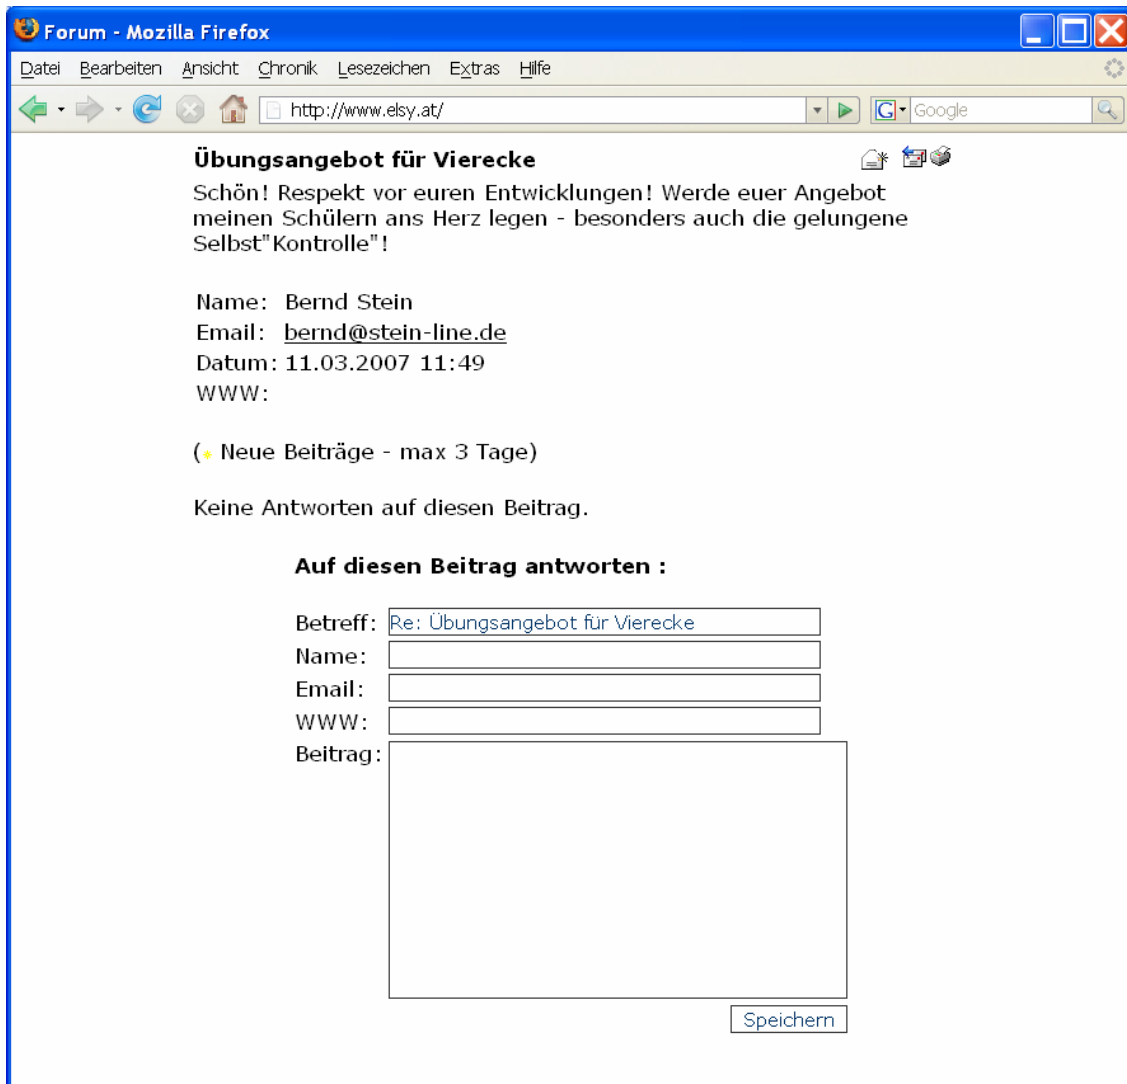 Forum - Mozilla Firefox
Datei Bearbeiten Ansicht Chronik Lesezeichen Extras Hilfe
http://www.elsy.at/ G Google
Übungsangebot für Vierecke
Schön! Respekt vor euren Entwicklungen! Werde euer Angebot
meinen Schülern ans Herz legen - besonders auch die gelungene
Selbst"Kontrolle"!
Name: Bernd Stein
Email: bernd@stein-line.de
Datum: 11.03.2007 11:49
WWW:
( Neue Beiträge - max 3 Tage)
Keine Antworten auf diesen Beitrag.
Auf diesen Beitrag antworten :
Betreff: Re: Übungsangebot für Vierecke
Name:
Email:
WWW:
Beitrag:
Speichern